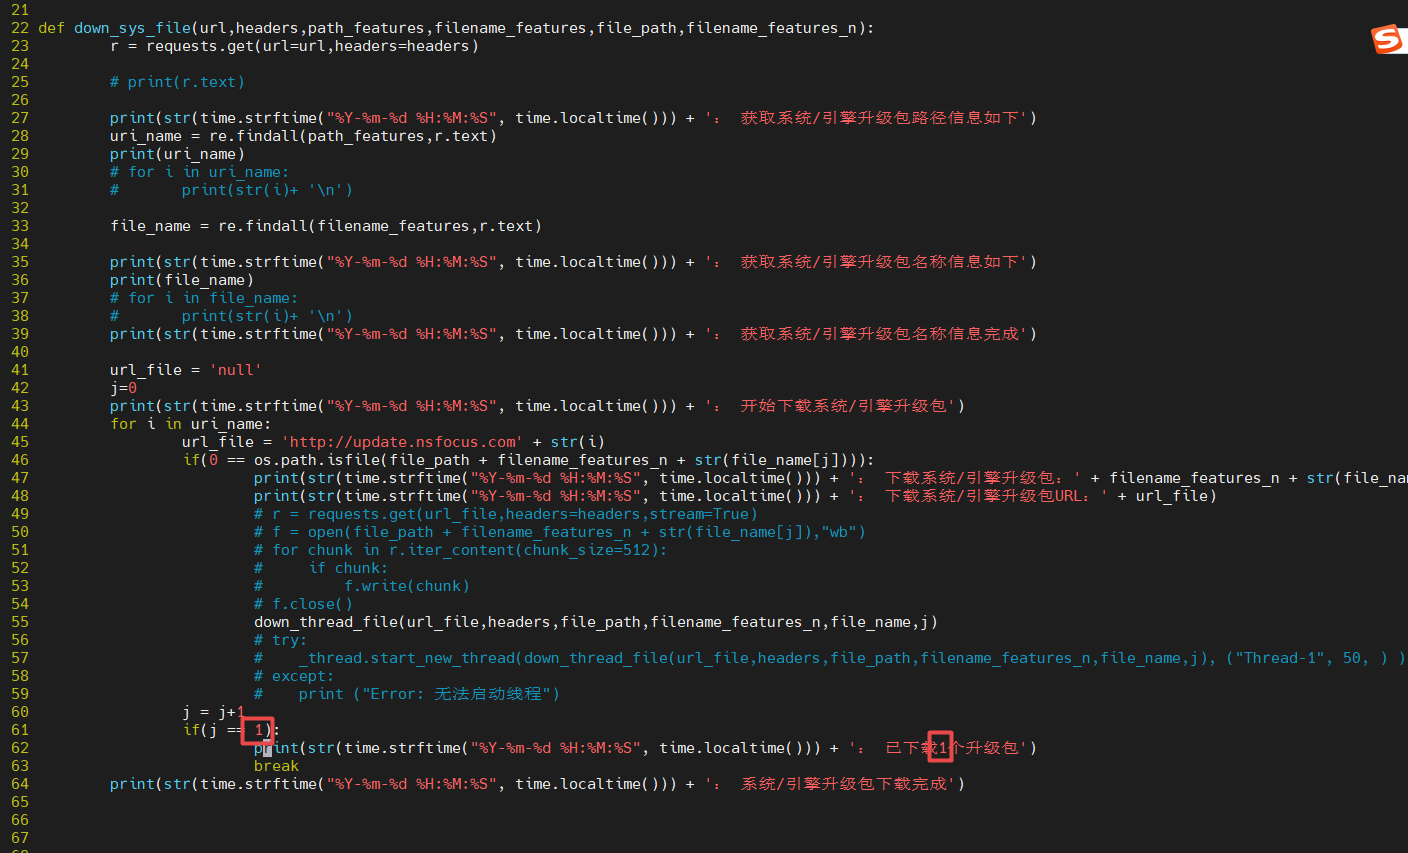 21
22 def down_sys_file(url,headers,path_features,filename_features,file_path,filename_features_n):
23         r = requests.get(url=url,headers=headers)
24
25         # print(r.text)
26
27         print(str(time.strftime("%Y-%m-%d %H:%M:%S", time.localtime())) + ': 获取系统/引擎升级包路径信息如下')
28         uri_name = re.findall(path_features,r.text)
29         print(uri_name)
30         # for i in uri_name:
31         #       print(str(i)+ '\n')
32
33         file_name = re.findall(filename_features,r.text)
34
35         print(str(time.strftime("%Y-%m-%d %H:%M:%S", time.localtime())) + ': 获取系统/引擎升级包名称信息如下')
36         print(file_name)
37         # for i in file_name:
38         #       print(str(i)+ '\n')
39         print(str(time.strftime("%Y-%m-%d %H:%M:%S", time.localtime())) + ': 获取系统/引擎升级包名称信息完成')
40
41         url_file = 'null'
42         j=0
43         print(str(time.strftime("%Y-%m-%d %H:%M:%S", time.localtime())) + ': 开始下载系统/引擎升级包')
44         for i in uri_name:
45                 url_file = 'http://update.nsfocus.com' + str(i)
46                 if(0 == os.path.isfile(file_path + filename_features_n + str(file_name[j]))):
47                         print(str(time.strftime("%Y-%m-%d %H:%M:%S", time.localtime())) + ': 下载系统/引擎升级包:' + filename_features_n + str(file_na
48                         print(str(time.strftime("%Y-%m-%d %H:%M:%S", time.localtime())) + ': 下载系统/引擎升级包URL:' + url_file)
49                         # r = requests.get(url_file,headers=headers,stream=True)
50                         # f = open(file_path + filename_features_n + str(file_name[j]),"wb")
51                         # for chunk in r.iter_content(chunk_size=512):
52                         #     if chunk:
53                         #         f.write(chunk)
54                         # f.close()
55                         down_thread_file(url_file,headers,file_path,filename_features_n,file_name,j)
56                         # try:
57                         #    _thread.start_new_thread(down_thread_file(url_file,headers,file_path,filename_features_n,file_name,j), ("Thread-1", 50, ) )
58                         # except:
59                         #    print ("Error: 无法启动线程")
60                 j = j+1
61                 if(j == 1):
62                         print(str(time.strftime("%Y-%m-%d %H:%M:%S", time.localtime())) + ': 已下载1个升级包')
63                         break
64         print(str(time.strftime("%Y-%m-%d %H:%M:%S", time.localtime())) + ': 系统/引擎升级包下载完成')
65
66
67